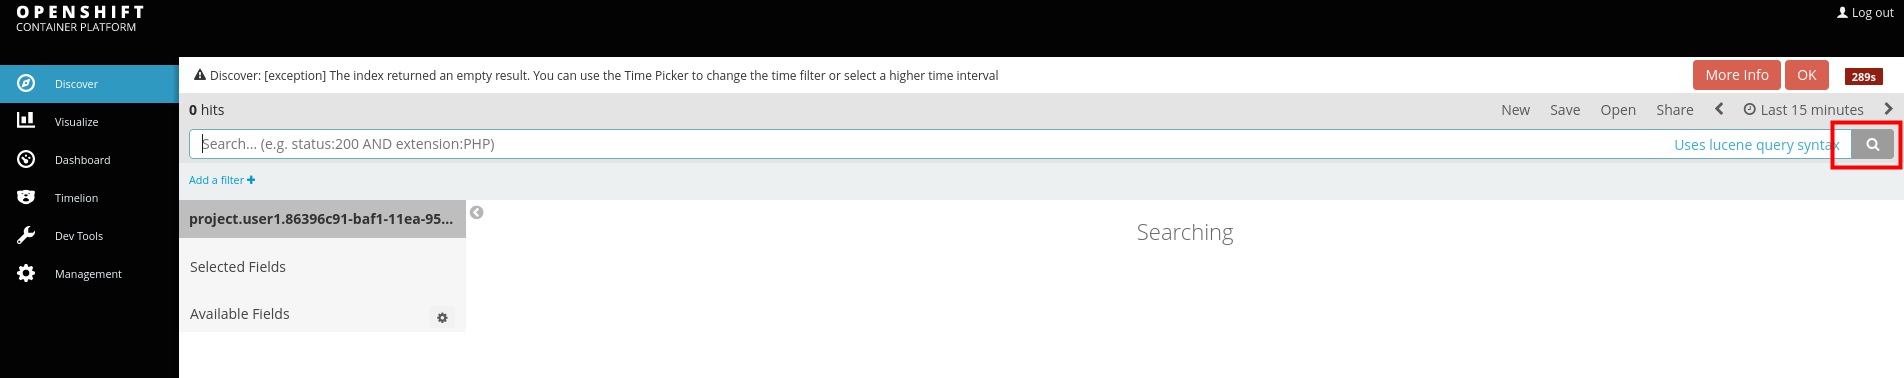 OPENSHIFT
CONTAINER PLATFORM
Log out
Discover
Visualize
Dashboard
Timelion
Dev Tools
Management
Discover: [exception] The index returned an empty result. You can use the Time Picker to change the time filter or select a higher time interval
More Info OK 289s
0 hits
New Save Open Share Last 15 minutes
Search... (e.g. status:200 AND extension:PHP) Uses lucene query syntax
Add a filter
project.user1.86396c91-baf1-11ea-95...
Searching
Selected Fields
Available Fields